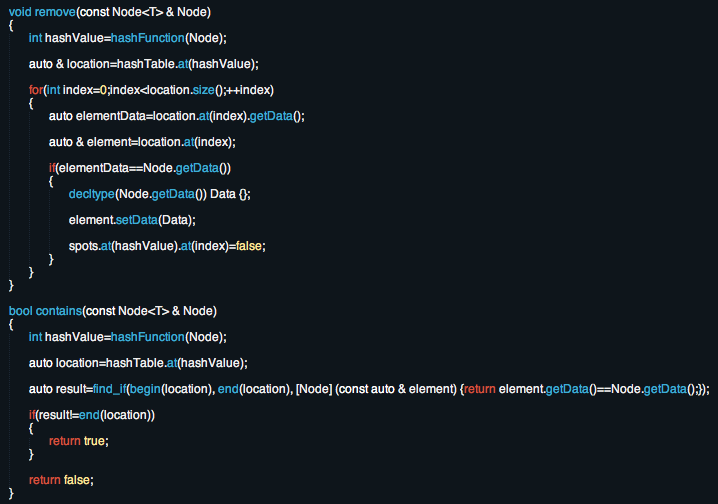 void remove(const Node<T> & Node)
{
int hashValue=hashFunction(Node);
auto & location=hashTable.at(hashValue);
for(int index=0;index<location.size();++index)
{
auto elementData=location.at(index).getData();
auto & element=location.at(index);
if(elementData==Node.getData())
{
decltype(Node.getData()) Data {};
element.setData(Data);
spots.at(hashValue).at(index)=false;
}
}
}
bool contains(const Node<T> & Node)
{
int hashValue=hashFunction(Node);
auto location=hashTable.at(hashValue);
auto result=find_if(begin(location), end(location), [Node] (const auto & element) {return element.getData()==Node.getData();});
if(result!=end(location))
{
return true;
}
return false;
}